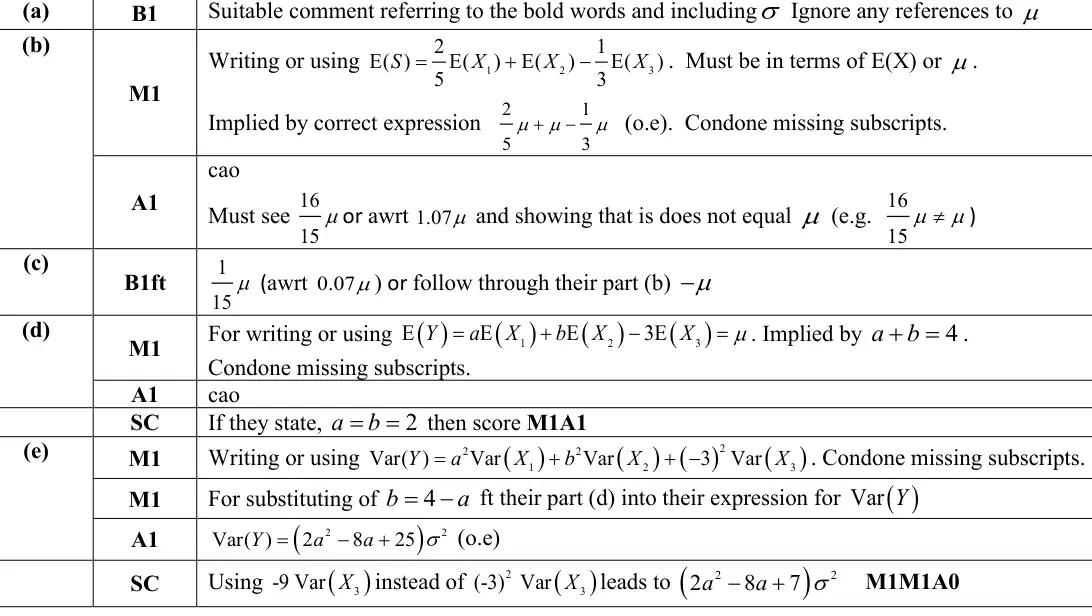 (a) B1 Suitable comment referring to the bold words and including σ Ignore any references to μ
(b) M1 Writing or using E(S) = 2/5 E(X₁) + E(X₂) − 1/3 E(X₃). Must be in terms of E(X) or μ.
Implied by correct expression 2/5 μ + μ − 1/3 μ (o.e). Condone missing subscripts.
A1 cao
Must see 16/15 μ or awrt 1.07μ and showing that is does not equal μ (e.g. 16/15 μ ≠ μ)
(c) B1ft 1/15 μ (awrt 0.07μ) or follow through their part (b) −μ
(d) M1 For writing or using E(Y) = aE(X₁) + bE(X₂) − 3E(X₃) = μ. Implied by a + b = 4.
Condone missing subscripts.
A1 cao
SC If they state, a = b = 2 then score M1A1
(e) M1 Writing or using Var(Y) = a²Var(X₁) + b²Var(X₂) + (−3)² Var(X₃). Condone missing subscripts.
M1 For substituting of b = 4 − a ft their part (d) into their expression for Var(Y)
A1 Var(Y) = (2a² − 8a + 25)σ² (o.e)
SC Using -9 Var(X₃) instead of (-3)² Var(X₃) leads to (2a² − 8a + 7)σ² M1M1A0